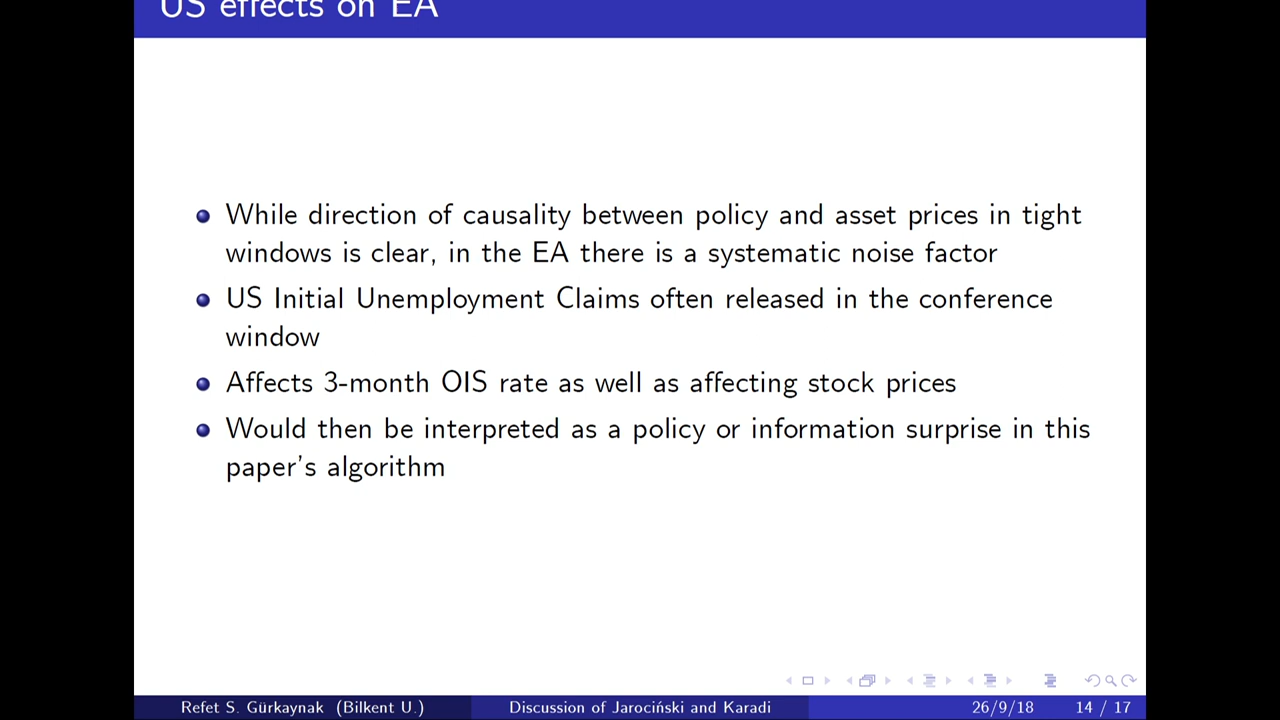 US effects on EA
While direction of causality between policy and asset prices in tight
windows is clear, in the EA there is a systematic noise factor
US Initial Unemployment Claims often released in the conference
window
Affects 3-month OIS rate as well as affecting stock prices
Would then be interpreted as a policy or information surprise in this
paper's algorithm
Refet S. Gürkaynak (Bilkent U.)
Discussion of Jarociński and Karadi
26/9/18
14 / 17